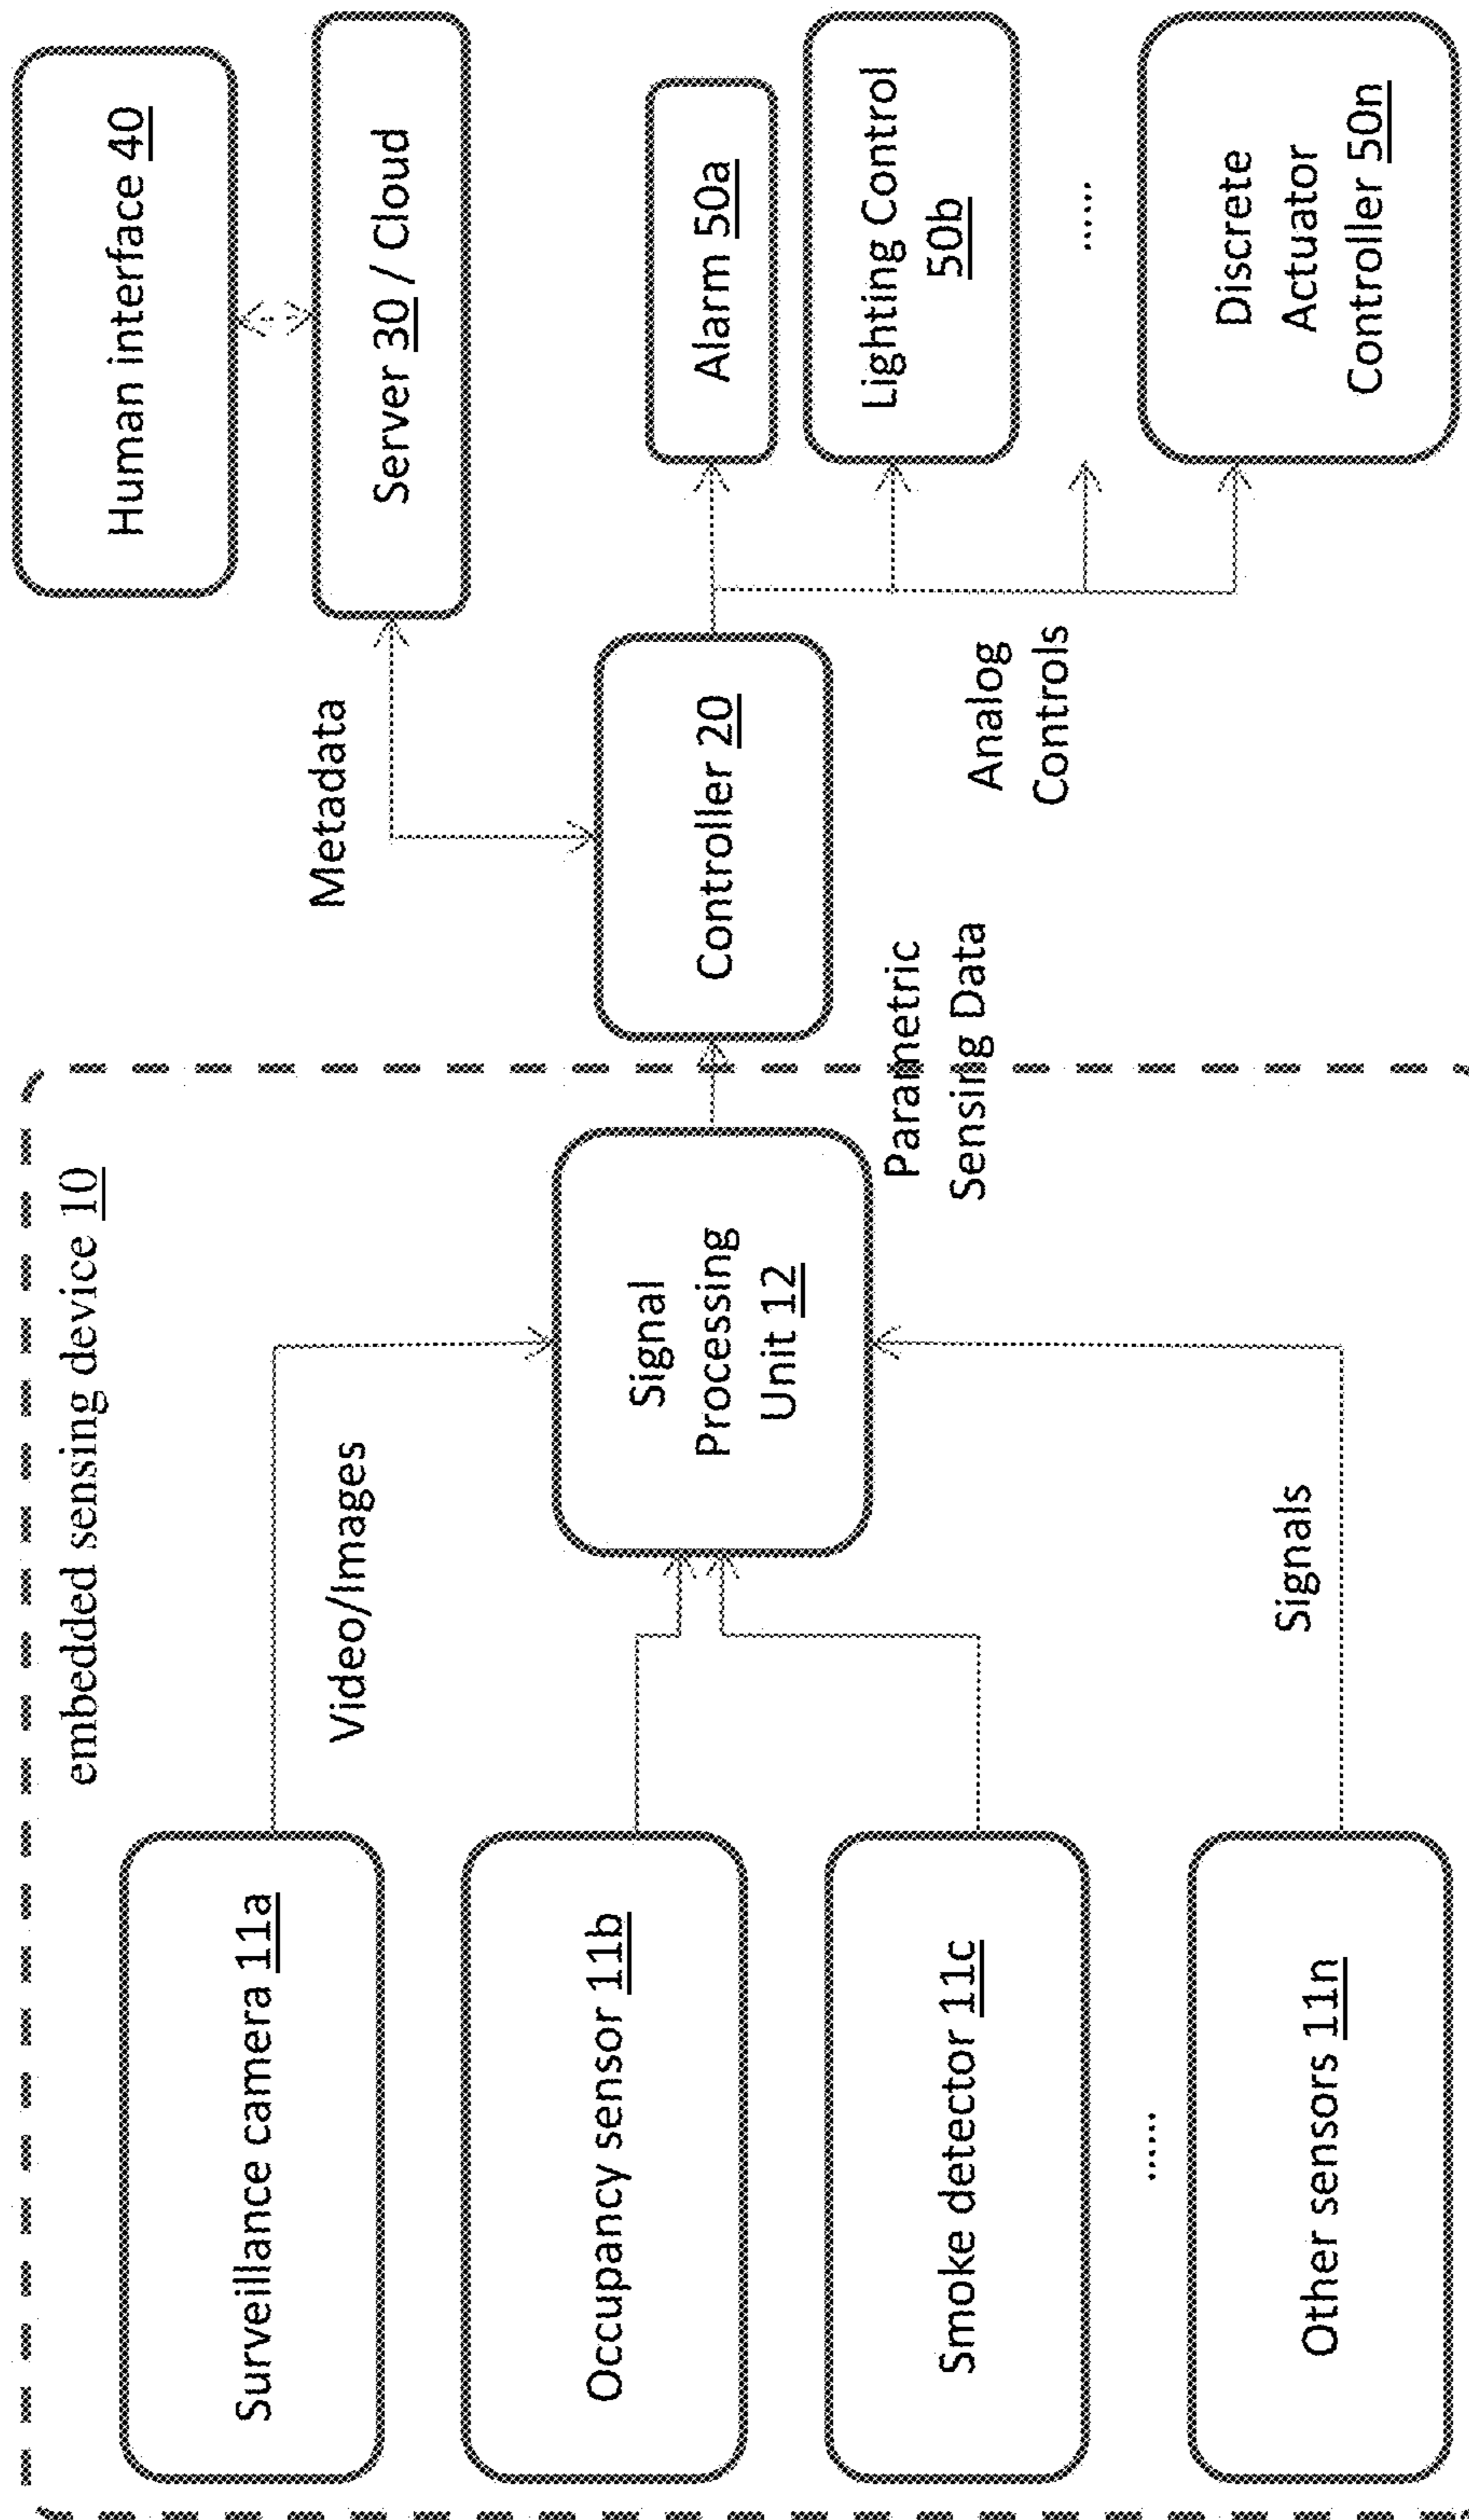 embedded sensing device 10
Surveillance camera 11a
Video/Images
Occupancy sensor 11b
Smoke detector 11c
......
Other sensors 11n
Signals
Signal
Processing
Unit 12
Parametric
Sensing Data
Controller 20
Metadata
Analog
Controls
Human interface 40
Server 30 / Cloud
Alarm 50a
Lighting Control
50b
......
Discrete
Actuator
Controller 50n